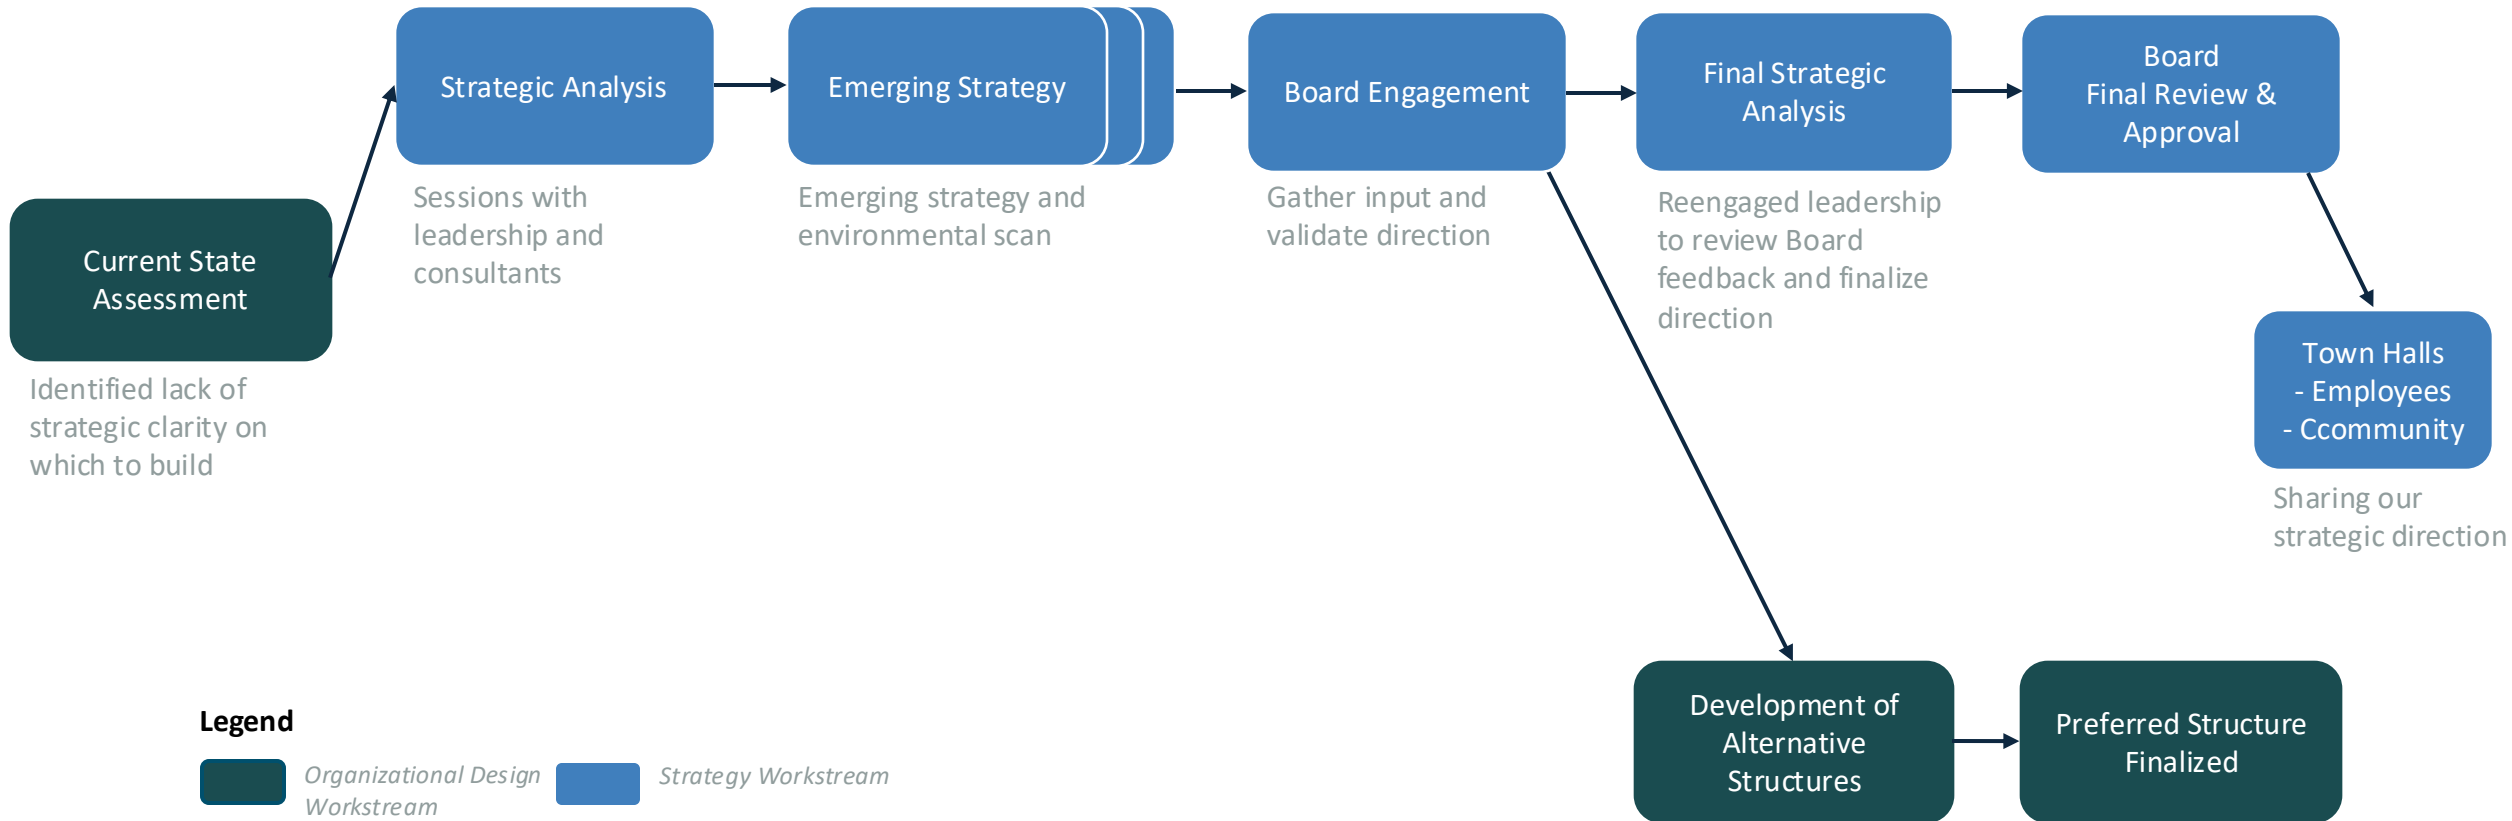 Current State
Assessment
Identified lack of
strategic clarity on
which to build
Strategic Analysis
Sessions with
leadership and
consultants
Emerging Strategy
Emerging strategy and
environmental scan
Board Engagement
Gather input and
validate direction
Final Strategic
Analysis
Reengaged leadership
to review Board
feedback and finalize
direction
Board
Final Review &
Approval
Town Halls
- Employees
- Ccommunity
Sharing our
strategic direction
Development of
Alternative
Structures
Preferred Structure
Finalized
Legend
Organizational Design
Workstream
Strategy Workstream